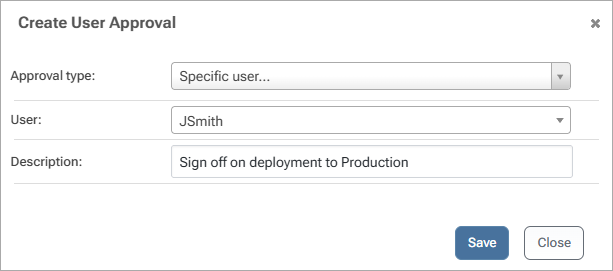 Create User Approval
Approval type: Specific user...
User: JSmith
Description: Sign off on deployment to Production
Save Close